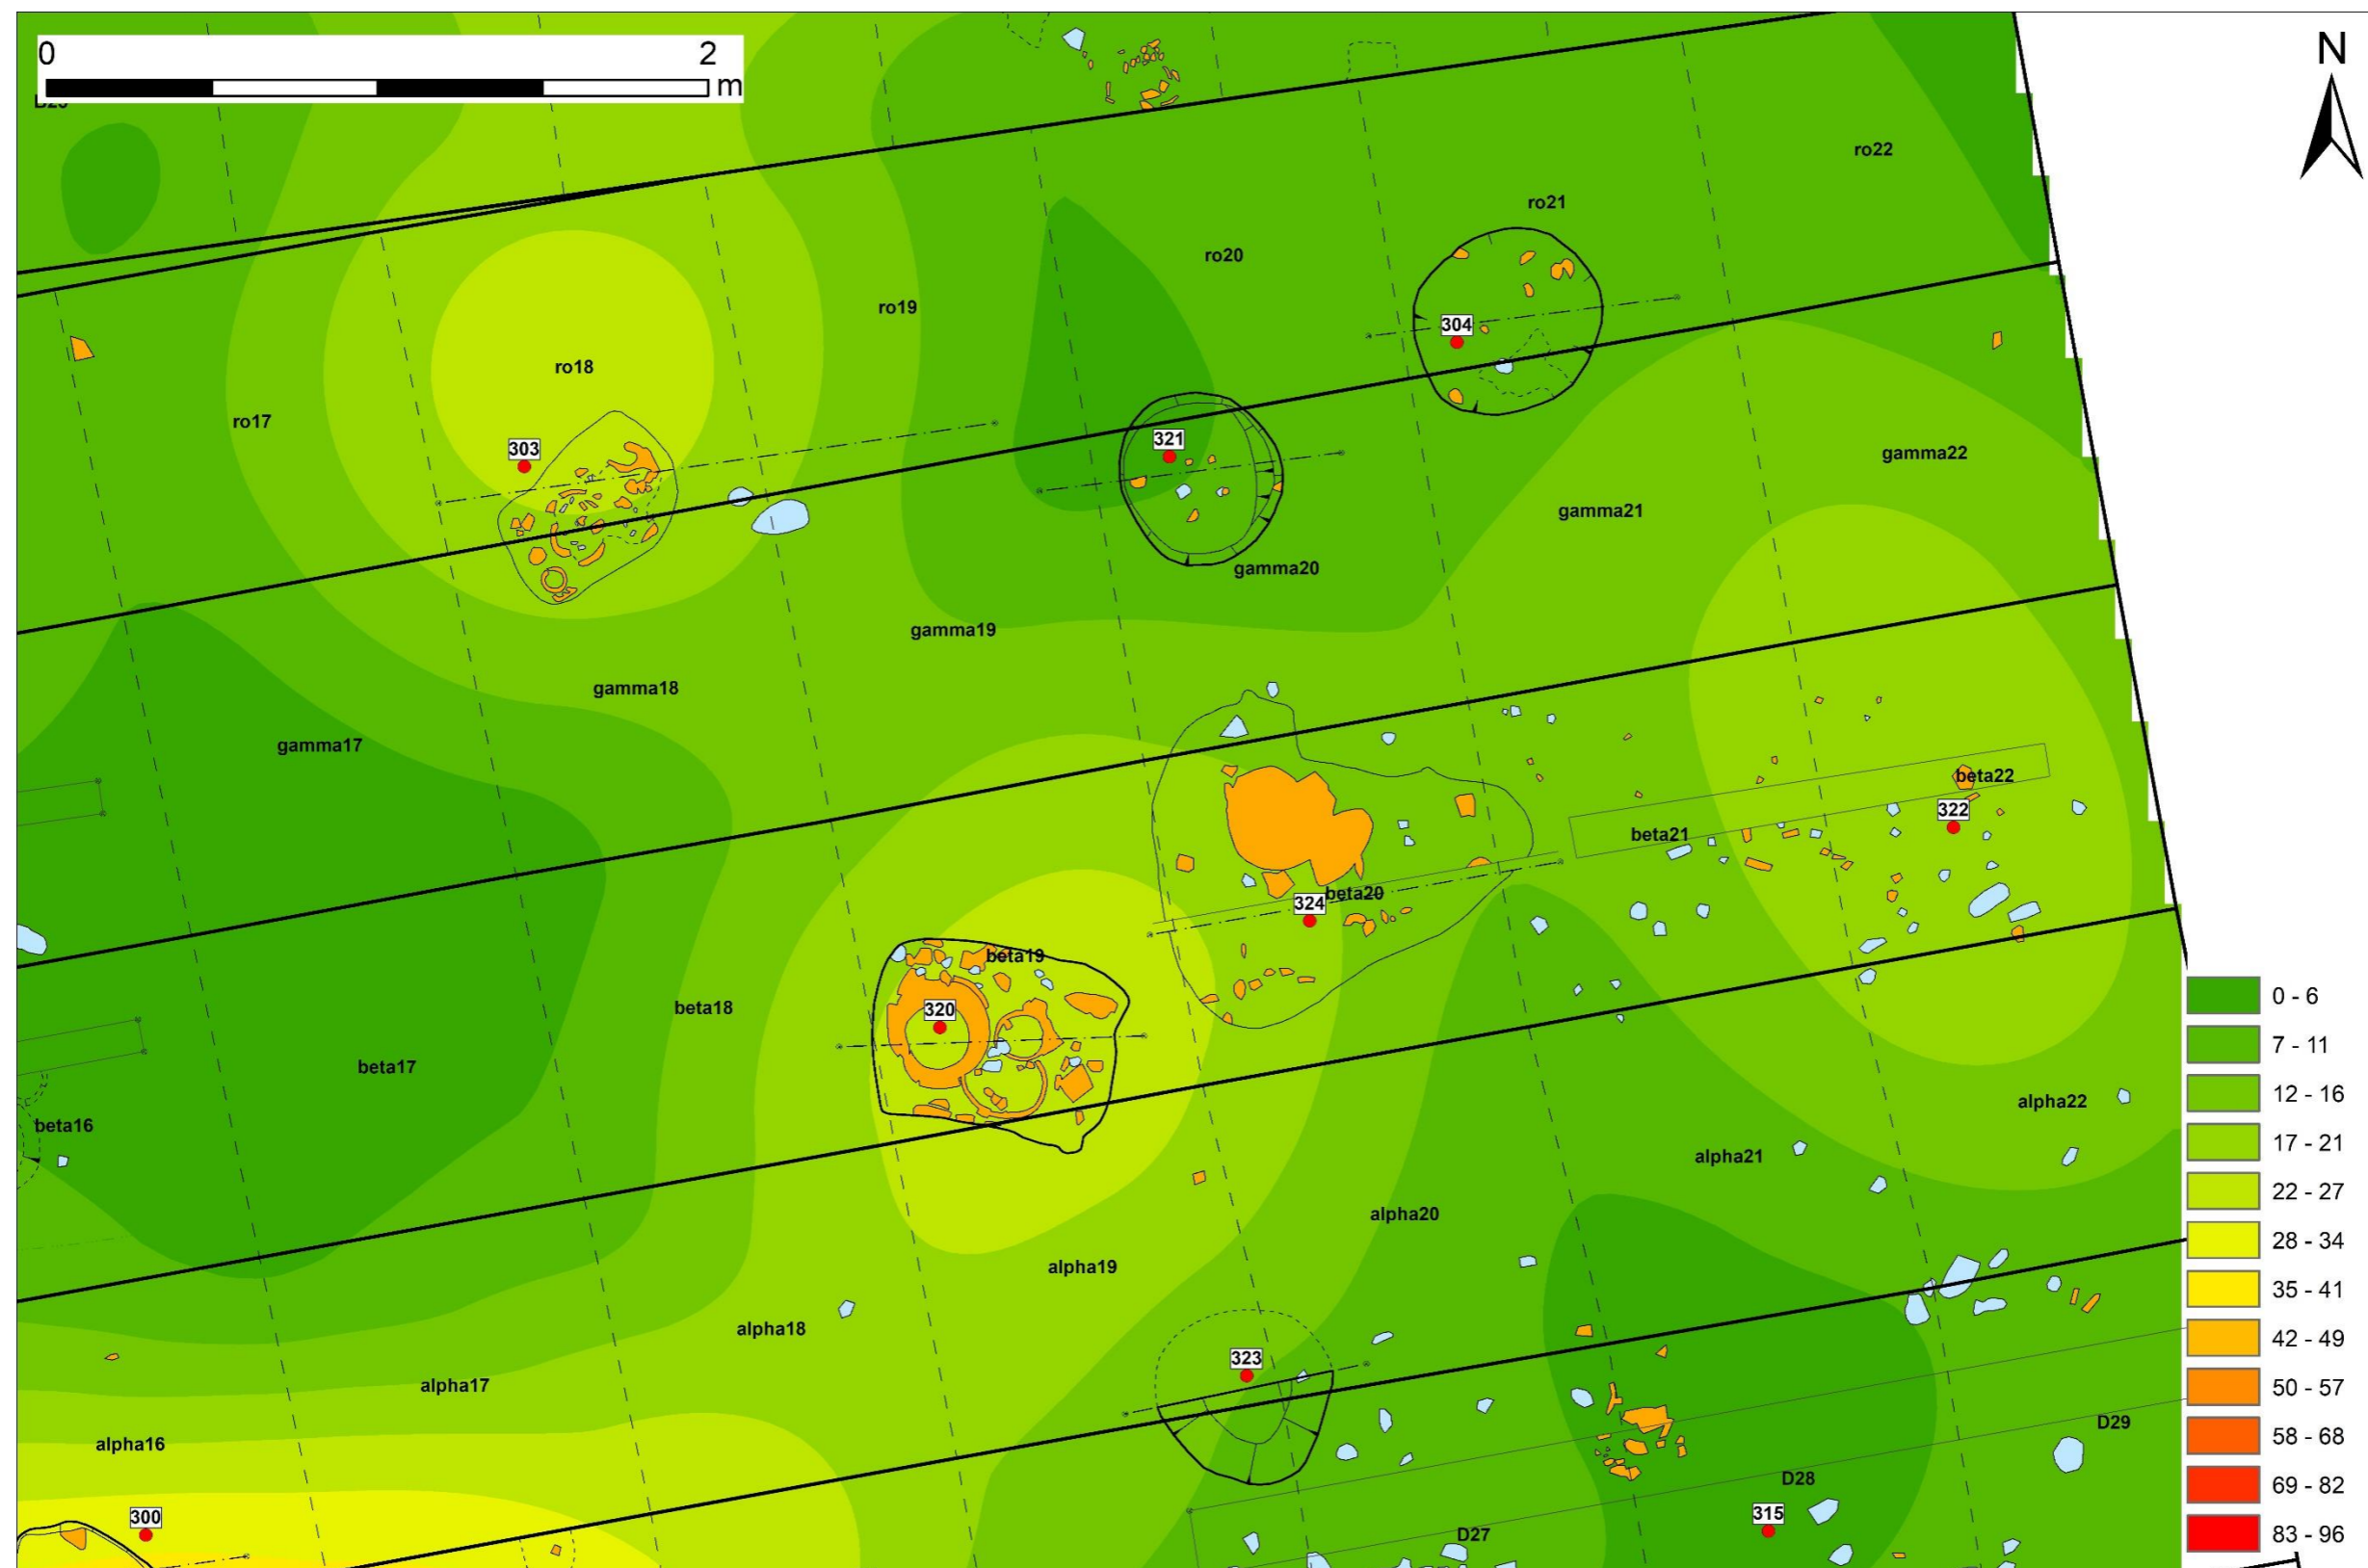 0 2
m
N
ro22
ro21
ro20
ro19
304
ro18
ro17
321
303
gamma22
gamma21
gamma20
gamma19
gamma18
gamma17
beta22
322
beta21
beta20
324
beta19
320
beta18
beta17
beta16
alpha22
alpha21
alpha20
alpha19
alpha18
323
alpha17
alpha16
D29
D28
300
315
D27
0 - 6
7 - 11
12 - 16
17 - 21
22 - 27
28 - 34
35 - 41
42 - 49
50 - 57
58 - 68
69 - 82
83 - 96